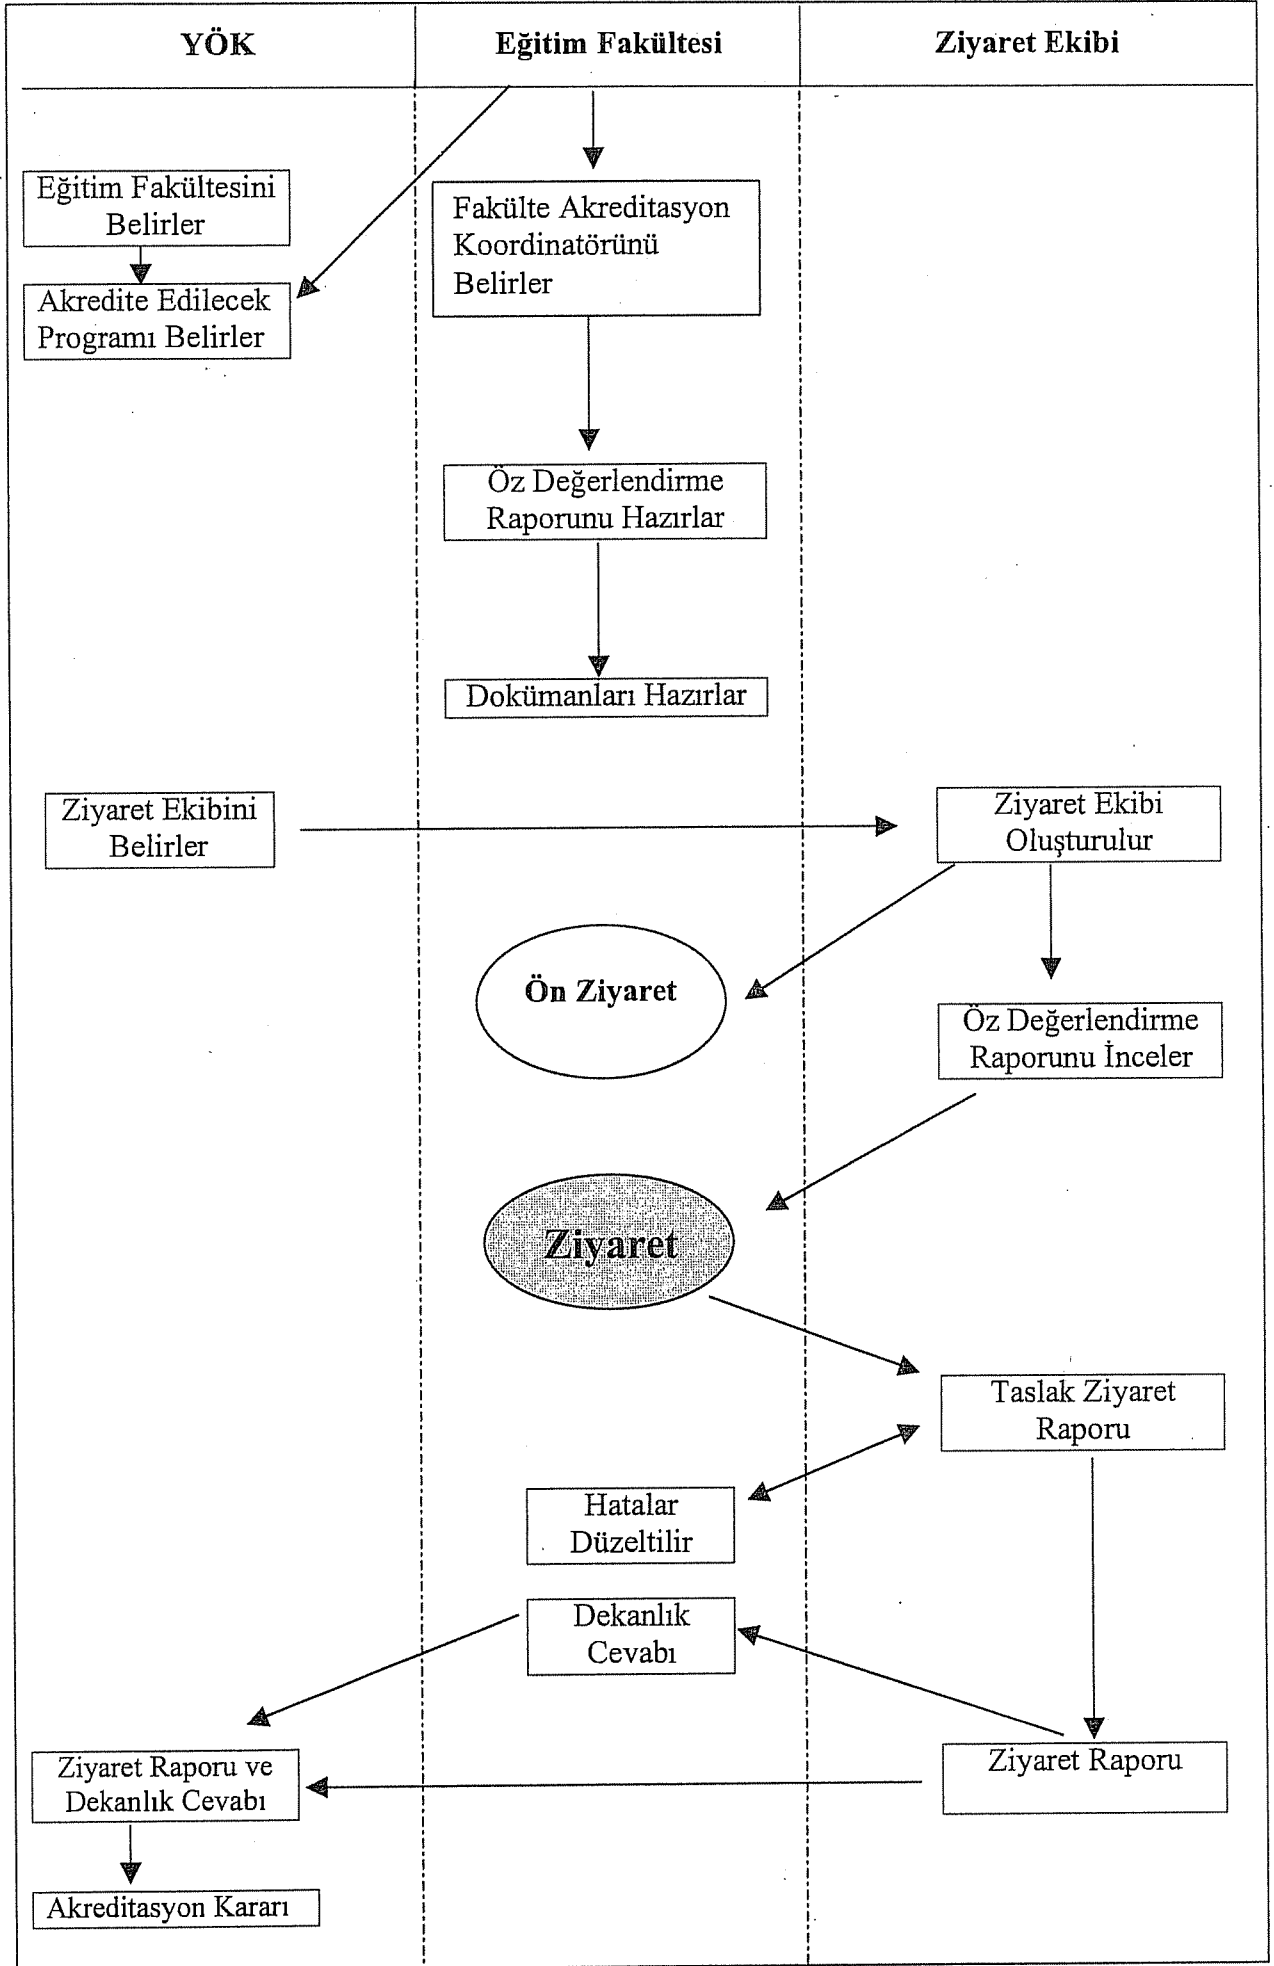 YÖK
Eğitim Fakültesi
Ziyaret Ekibi
Eğitim Fakültesini
Belirler
Fakülte Akreditasyon
Koordinatörünü
Belirler
Akredite Edilecek
Programı Belirler
Öz Değerlendirme
Raporunu Hazırlar
Dokümanları Hazırlar
Ziyaret Ekibini
Belirler
Ziyaret Ekibi
Oluşturulur
Ön Ziyaret
Öz Değerlendirme
Raporunu İnceler
Ziyaret
Taslak Ziyaret
Raporu
Hatalar
Düzeltilir
Dekanlık
Cevabı
Ziyaret Raporu
Ziyaret Raporu ve
Dekanlık Cevabı
Akreditasyon Kararı